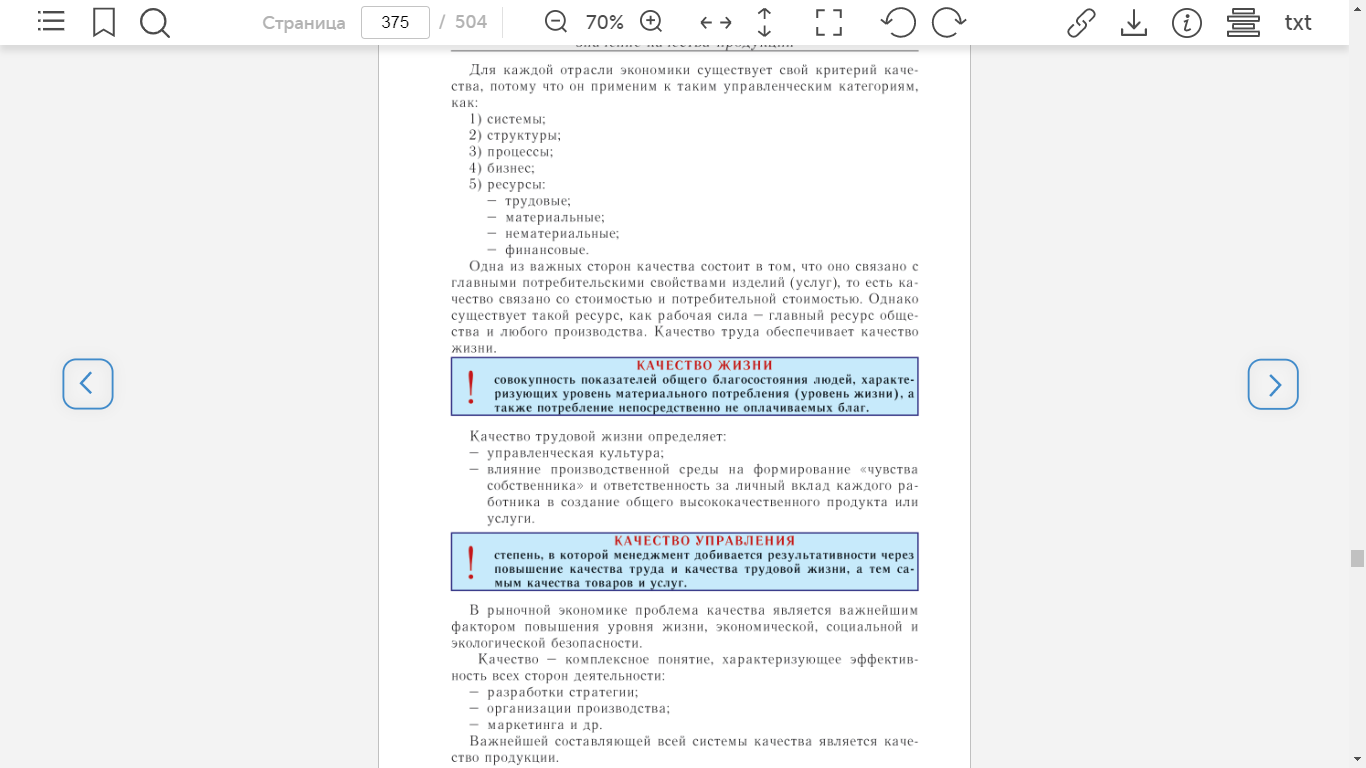 Страница 375 / 504 70% txt
Значение качества продукции
Для каждой отрасли экономики существует свой критерий каче-
ства, потому что он применим к таким управленческим категориям,
как:
1) системы;
2) структуры;
3) процессы;
4) бизнес;
5) ресурсы:
– трудовые;
– материальные;
– нематериальные;
– финансовые.
Одна из важных сторон качества состоит в том, что оно связано с
главными потребительскими свойствами изделий (услуг), то есть ка-
чество связано со стоимостью и потребительной стоимостью. Однако
существует такой ресурс, как рабочая сила – главный ресурс обще-
ства и любого производства. Качество труда обеспечивает качество
жизни.
КАЧЕСТВО ЖИЗНИ
! совокупность показателей общего благосостояния людей, характе-
ризующих уровень материального потребления (уровень жизни), а
также потребление непосредственно не оплачиваемых благ.
Качество трудовой жизни определяет:
– управленческая культура;
– влияние производственной среды на формирование «чувства
собственника» и ответственность за личный вклад каждого ра-
ботника в создание общего высококачественного продукта или
услуги.
КАЧЕСТВО УПРАВЛЕНИЯ
! степень, в которой менеджмент добивается результативности через
повышение качества труда и качества трудовой жизни, а тем са-
мым качества товаров и услуг.
В рыночной экономике проблема качества является важнейшим
фактором повышения уровня жизни, экономической, социальной и
экологической безопасности.
Качество – комплексное понятие, характеризующее эффектив-
ность всех сторон деятельности:
– разработки стратегии;
– организации производства;
– маркетинга и др.
Важнейшей составляющей всей системы качества является каче-
ство продукции.